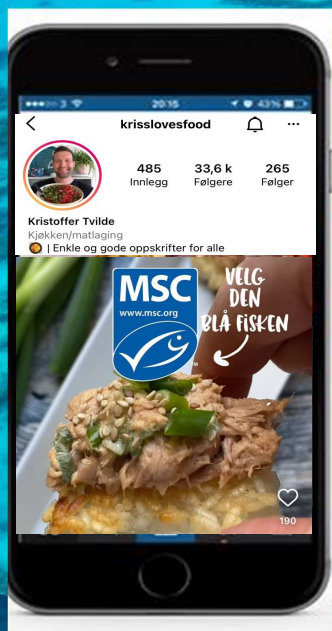 3 20:15 43%
krisslovesfood
485 33,6 k 265
Innlegg Følgere Følger
Kristoffer Tvilde
Kjøkken/matlaging
| Enkle og gode oppskrifter for alle
MSC
www.msc.org
TM
VELG
DEN
BLÅ FISKEN
190